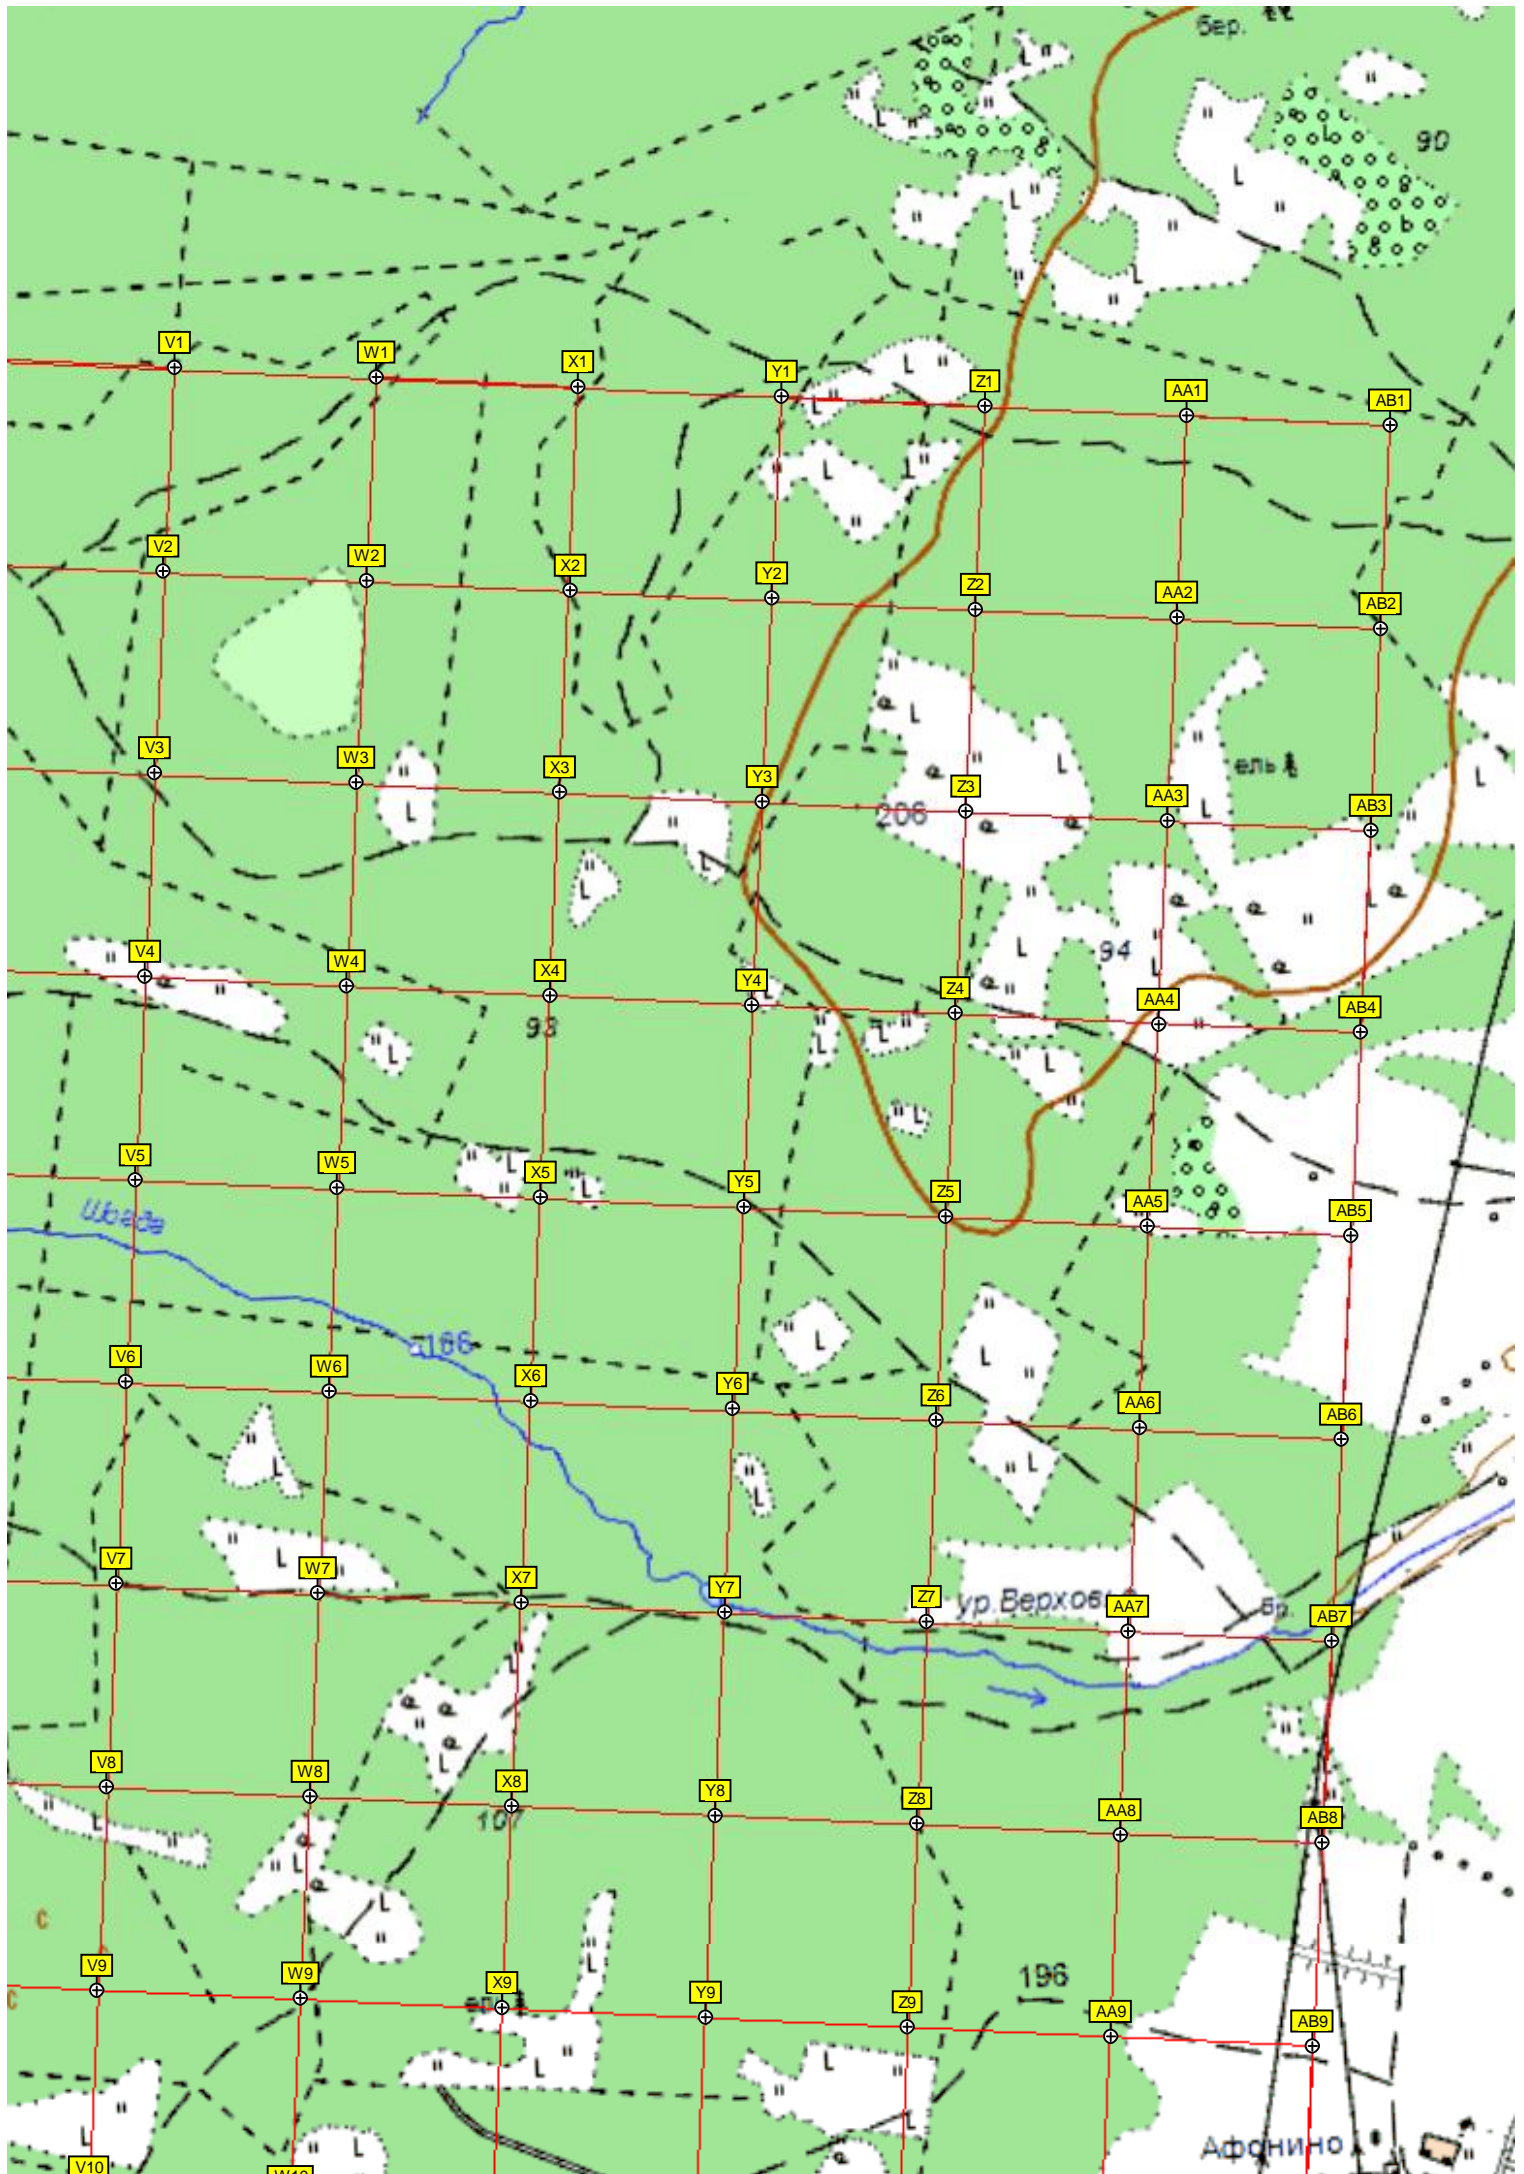 бер.
90
V1
W1
X1
Y1
Z1
AA1
AB1
V2
W2
X2
Y2
Z2
AA2
AB2
V3
W3
X3
Y3
Z3
AA3
AB3
ель
206
V4
W4
X4
Y4
Z4
AA4
AB4
94
93
V5
W5
X5
Y5
Z5
AA5
AB5
166
V6
W6
X6
Y6
Z6
AA6
AB6
V7
W7
X7
Y7
Z7
AA7
AB7
бр.
V8
W8
X8
Y8
Z8
AA8
AB8
107
с
с
V9
W9
X9
Y9
Z9
AA9
AB9
196
Афонино
V10